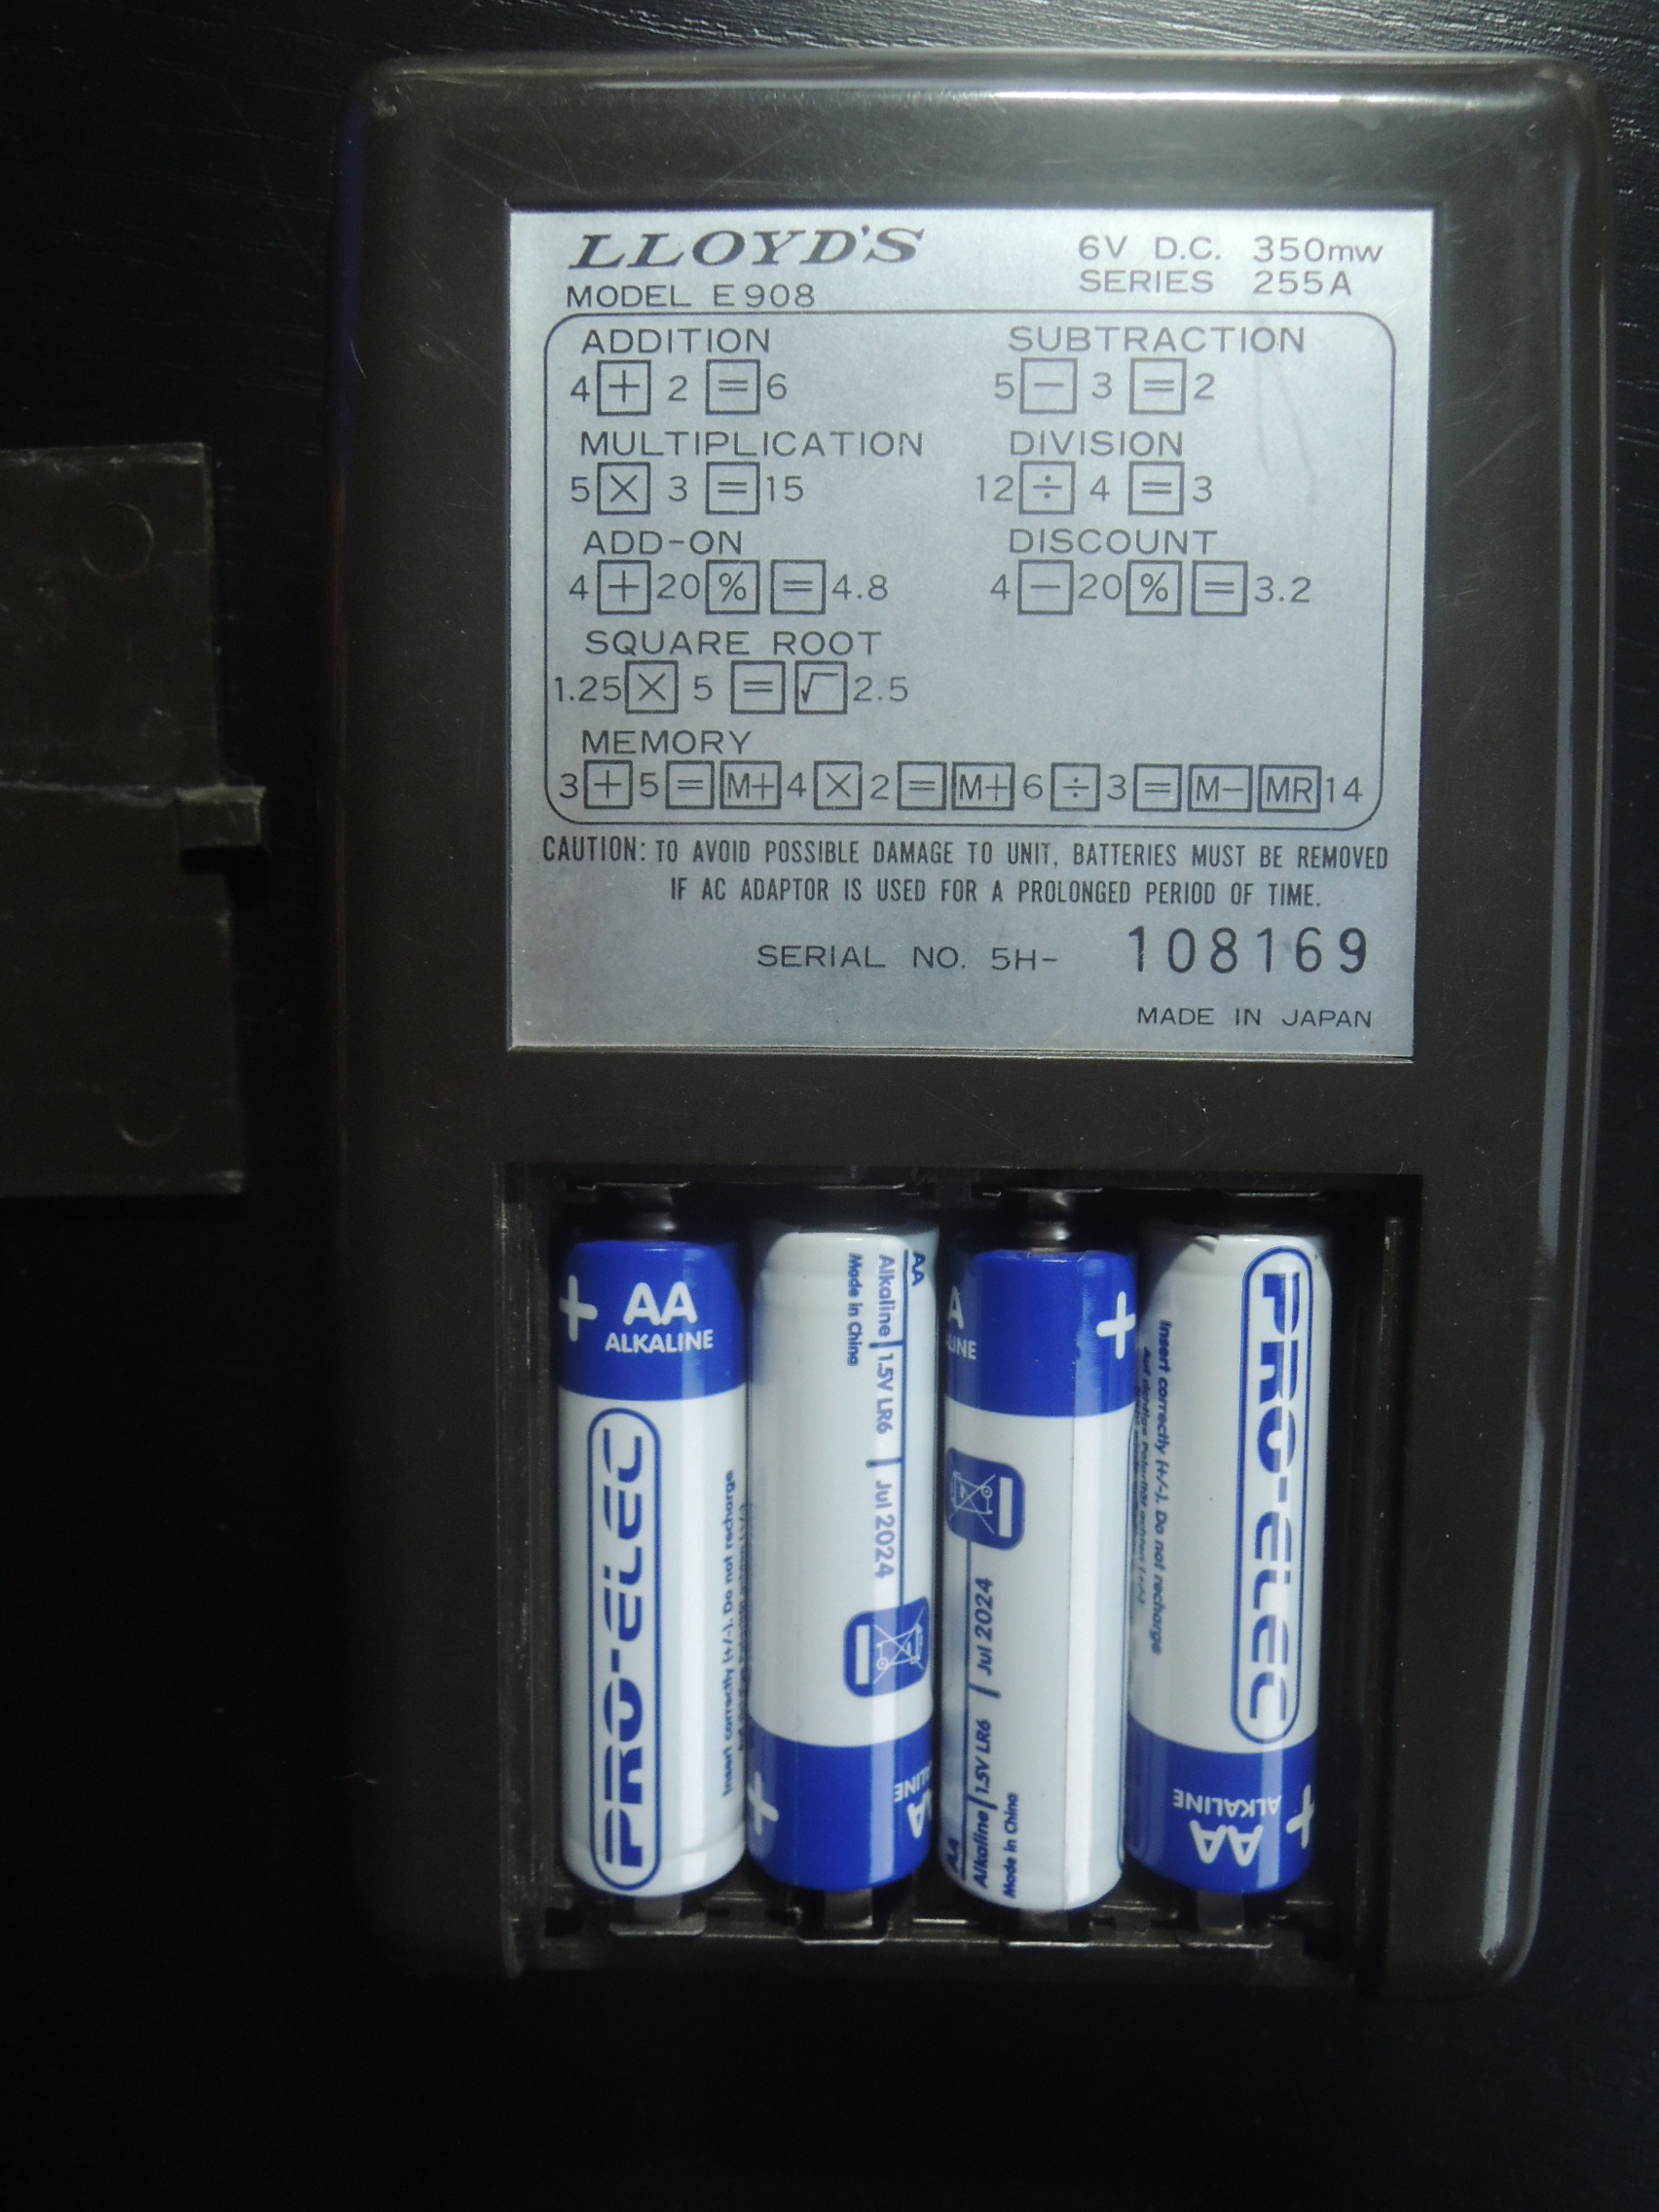 LLOYD'S 6V D.C. 350mw
MODEL E908 SERIES 255A
ADDITION SUBTRACTION
4 + 2 = 6 5 − 3 = 2
MULTIPLICATION DIVISION
5 × 3 = 15 12 ÷ 4 = 3
ADD-ON DISCOUNT
4 + 20 % = 4.8 4 − 20 % = 3.2
SQUARE ROOT
1.25 × 5 = √ 2.5
MEMORY
3 + 5 = M+ 4 × 2 = M+ 6 ÷ 3 = M− MR 14
CAUTION: TO AVOID POSSIBLE DAMAGE TO UNIT, BATTERIES MUST BE REMOVED
IF AC ADAPTOR IS USED FOR A PROLONGED PERIOD OF TIME.
SERIAL NO. 5H- 108169
MADE IN JAPAN
+ AA
ALKALINE
PRO-ELEC
Insert correctly (+/-). Do not recharge
AA
Alkaline | 1.5V LR6 | Jul 2024
Made in China
+ AA
+
AA
Alkaline | 1.5V LR6 | Jul 2024
Made in China
PRO-ELEC
Insert correctly (+/-). Do not recharge
+ AA
ALKALINE